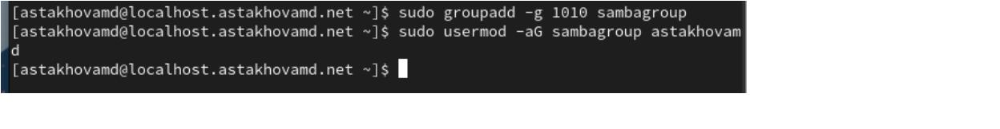 [astakhovamd@localhost.astakhovamd.net ~]$ sudo groupadd -g 1010 sambagroup
[astakhovamd@localhost.astakhovamd.net ~]$ sudo usermod -aG sambagroup astakhovam
d
[astakhovamd@localhost.astakhovamd.net ~]$